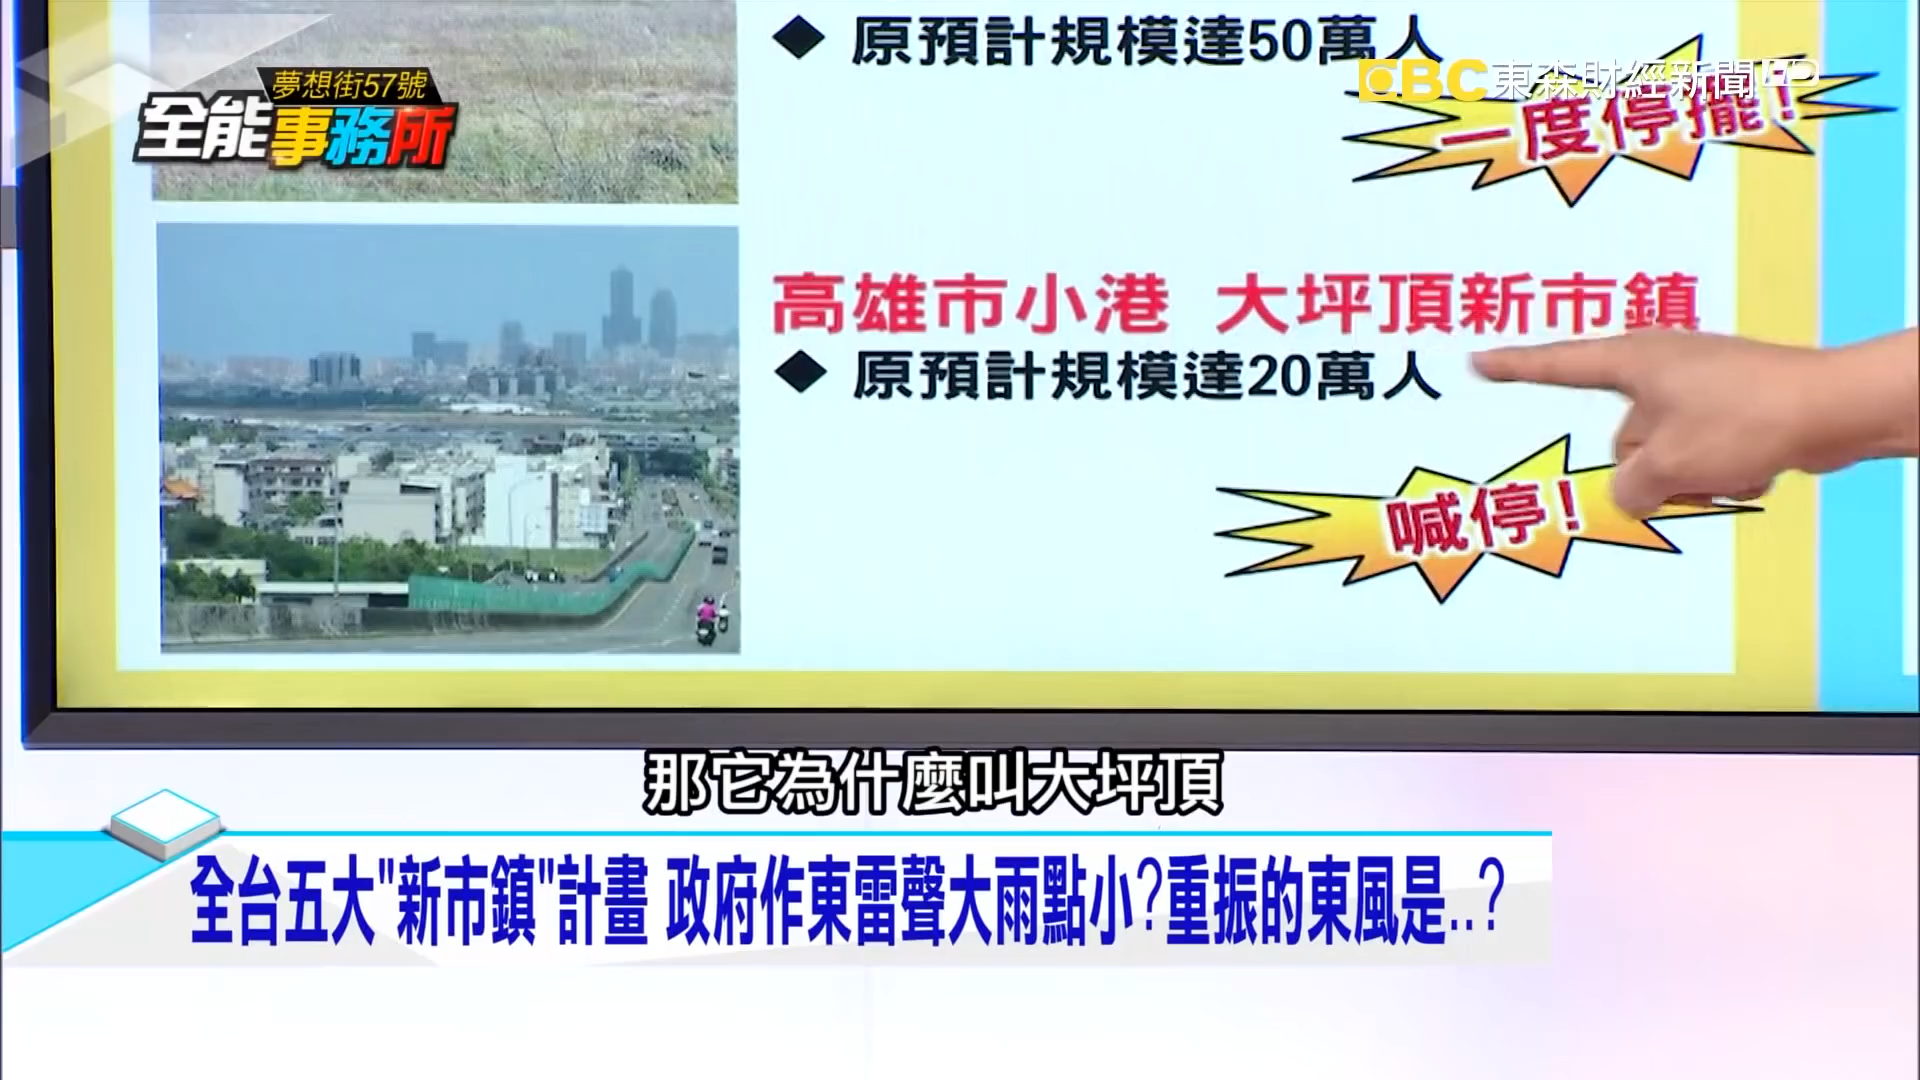 原預計規模達50萬人
夢想街57號
全能事務所
EBC東森財經新聞HD
一度停擺!
高雄市小港 大坪頂新市鎮
原預計規模達20萬人
喊停!
那它為什麼叫大坪頂
全台五大"新市鎮"計畫 政府作東雷聲大雨點小?重振的東風是..?